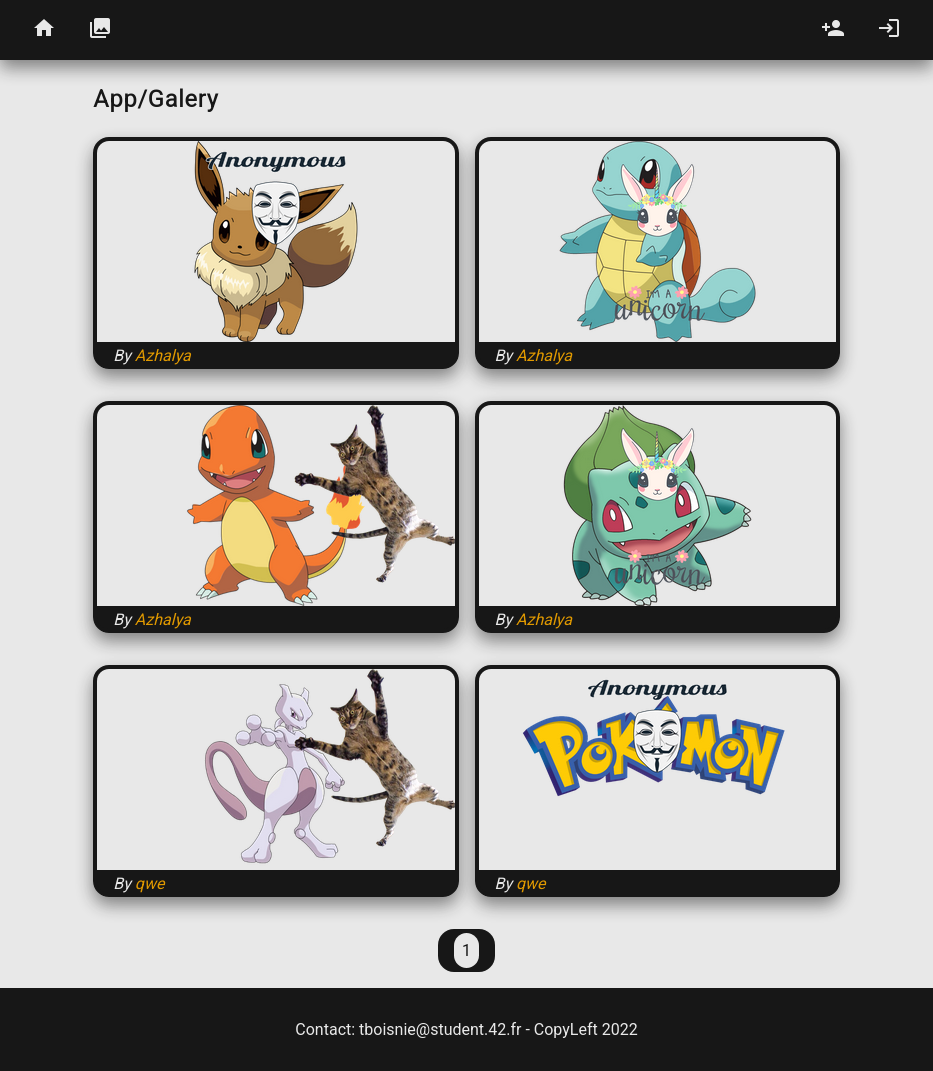 App/Galery
Anonymous
I'M A
unicorn
By Azhalya
By Azhalya
I'M A
unicorn
By Azhalya
By Azhalya
Anonymous
POKÉMON
By qwe
By qwe
1
Contact: tboisnie@student.42.fr - CopyLeft 2022